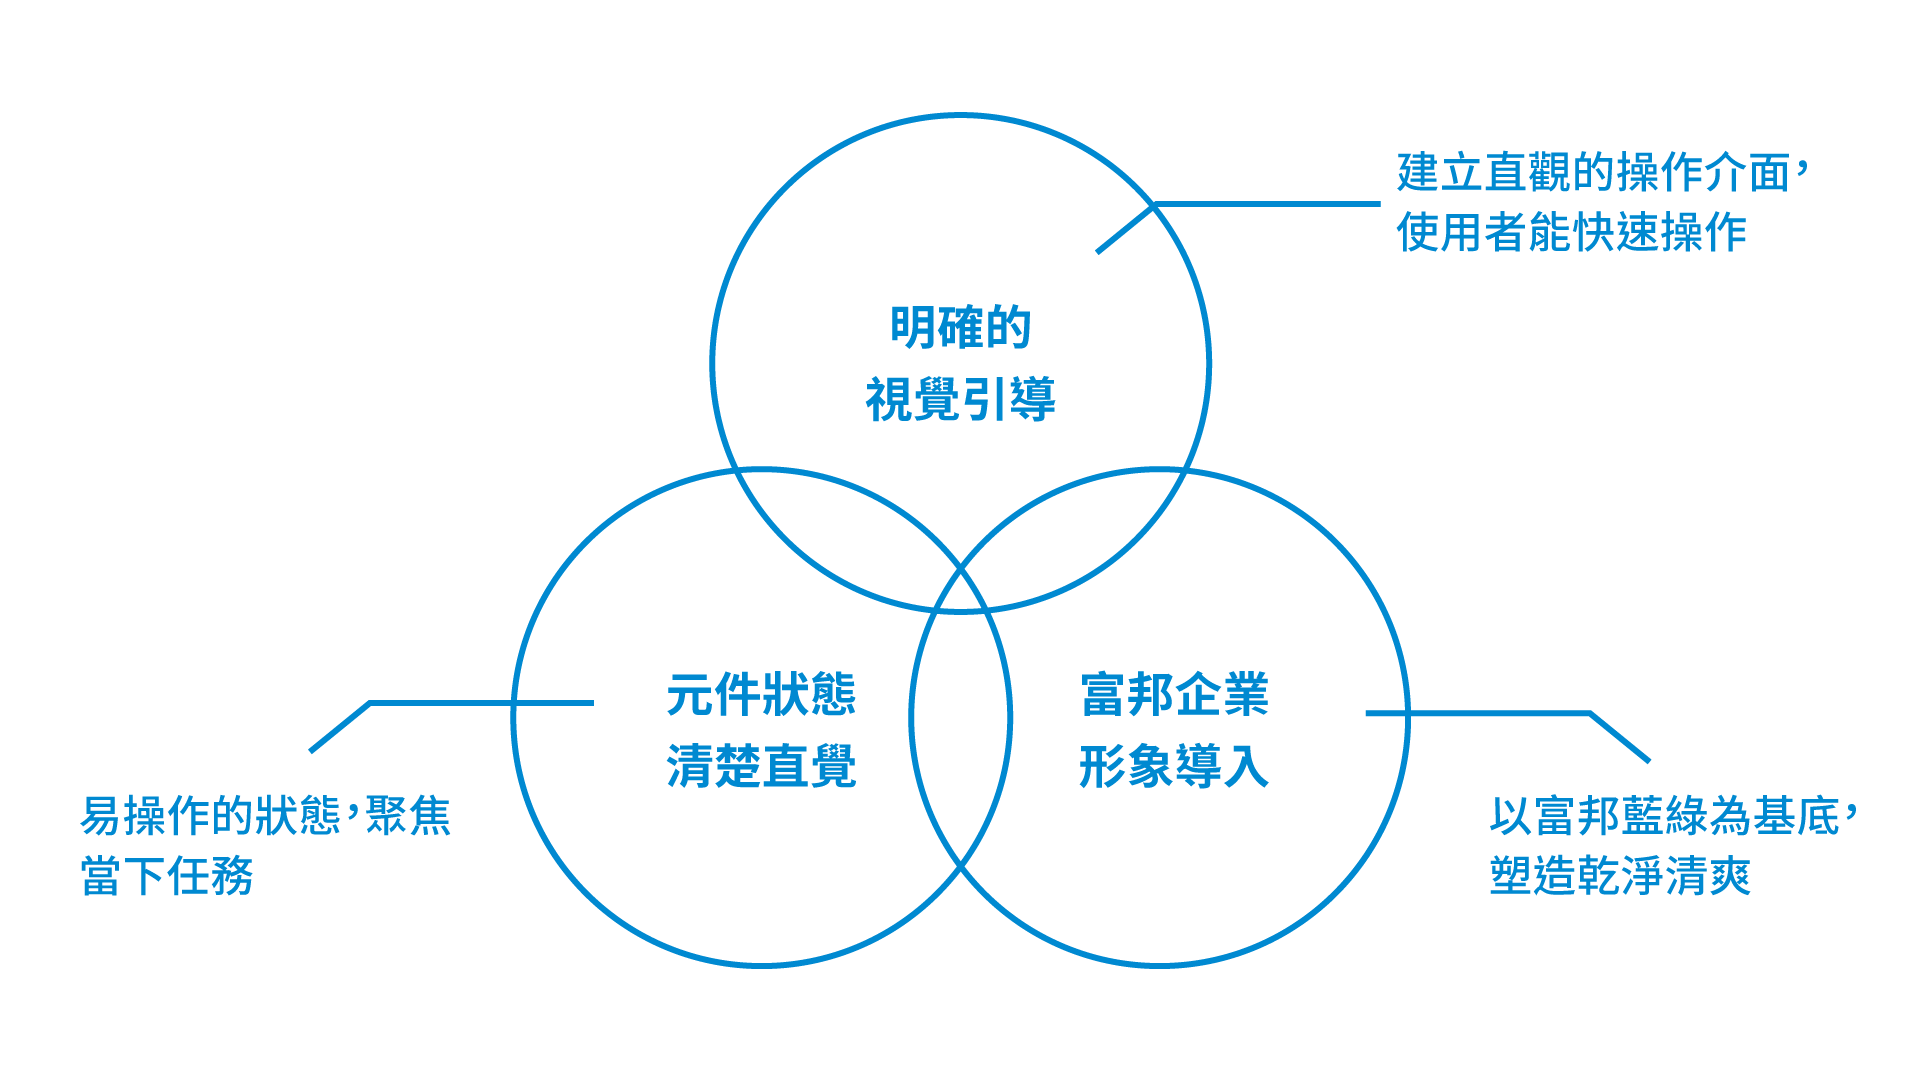 建立直觀的操作介面，
使用者能快速操作
明確的
視覺引導
元件狀態
清楚直覺
富邦企業
形象導入
易操作的狀態，聚焦
當下任務
以富邦藍綠為基底，
塑造乾淨清爽